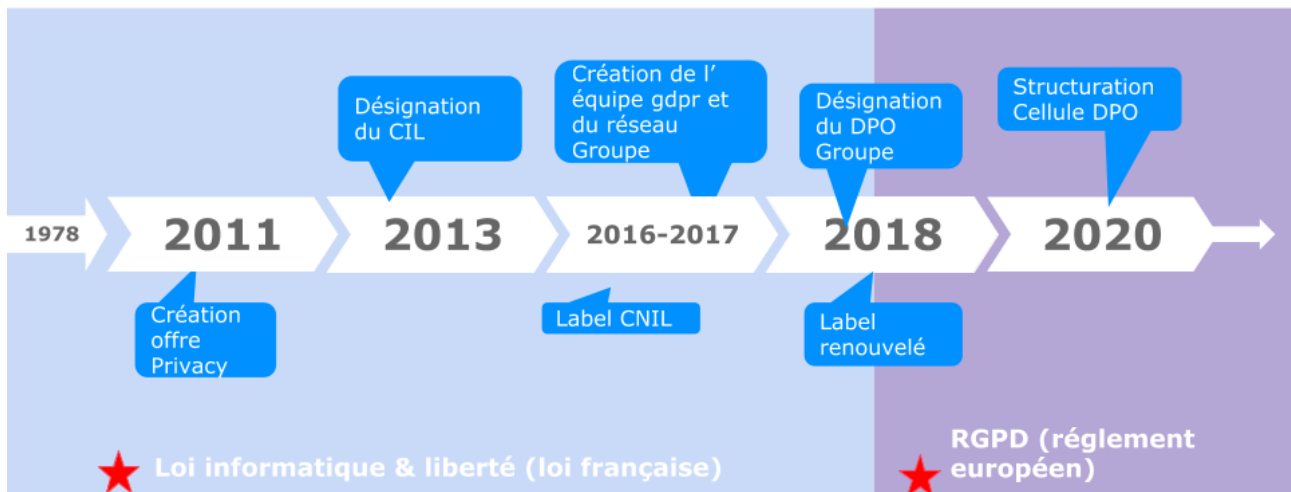 Désignation
du CIL
Création de l'
équipe gdpr et
du réseau
Groupe
Désignation
du DPO
Groupe
Structuration
Cellule DPO
1978
2011
2013
2016-2017
2018
2020
Création
offre
Privacy
Label CNIL
Label
renouvelé
Loi informatique & liberté (loi française)
RGPD (réglement
européen)